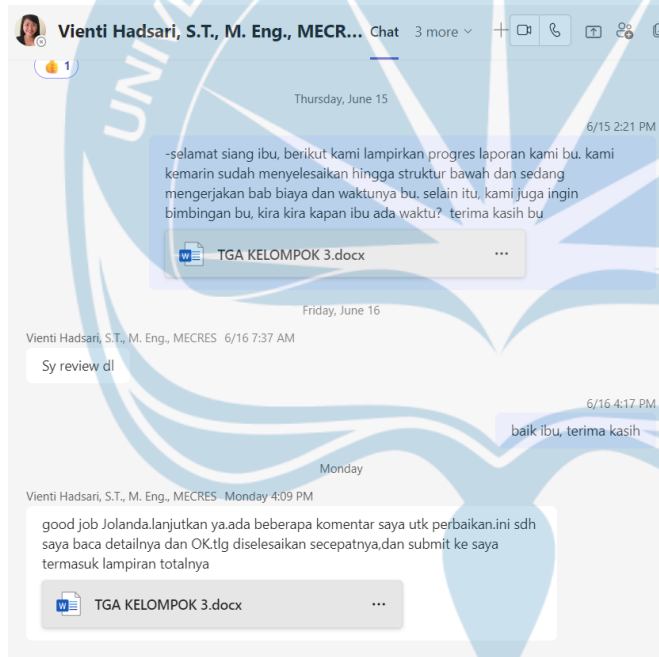 Vienti Hadsari, S.T., M. Eng., MECR... Chat 3 more
1
UNIV
Thursday, June 15
6/15 2:21 PM
-selamat siang ibu, berikut kami lampirkan progres laporan kami bu. kami
kemarin sudah menyelesaikan hingga struktur bawah dan sedang
mengerjakan bab biaya dan waktunya bu. selain itu, kami juga ingin
bimbingan bu, kira kira kapan ibu ada waktu? terima kasih bu
TGA KELOMPOK 3.docx
Friday, June 16
Vienti Hadsari, S.T., M. Eng., MECRES 6/16 7:37 AM
Sy review dl
6/16 4:17 PM
baik ibu, terima kasih
Monday
Vienti Hadsari, S.T., M. Eng., MECRES Monday 4:09 PM
good job Jolanda.lanjutkan ya.ada beberapa komentar saya utk perbaikan.ini sdh
saya baca detailnya dan OK.tlg diselesaikan secepatnya,dan submit ke saya
termasuk lampiran totalnya
TGA KELOMPOK 3.docx